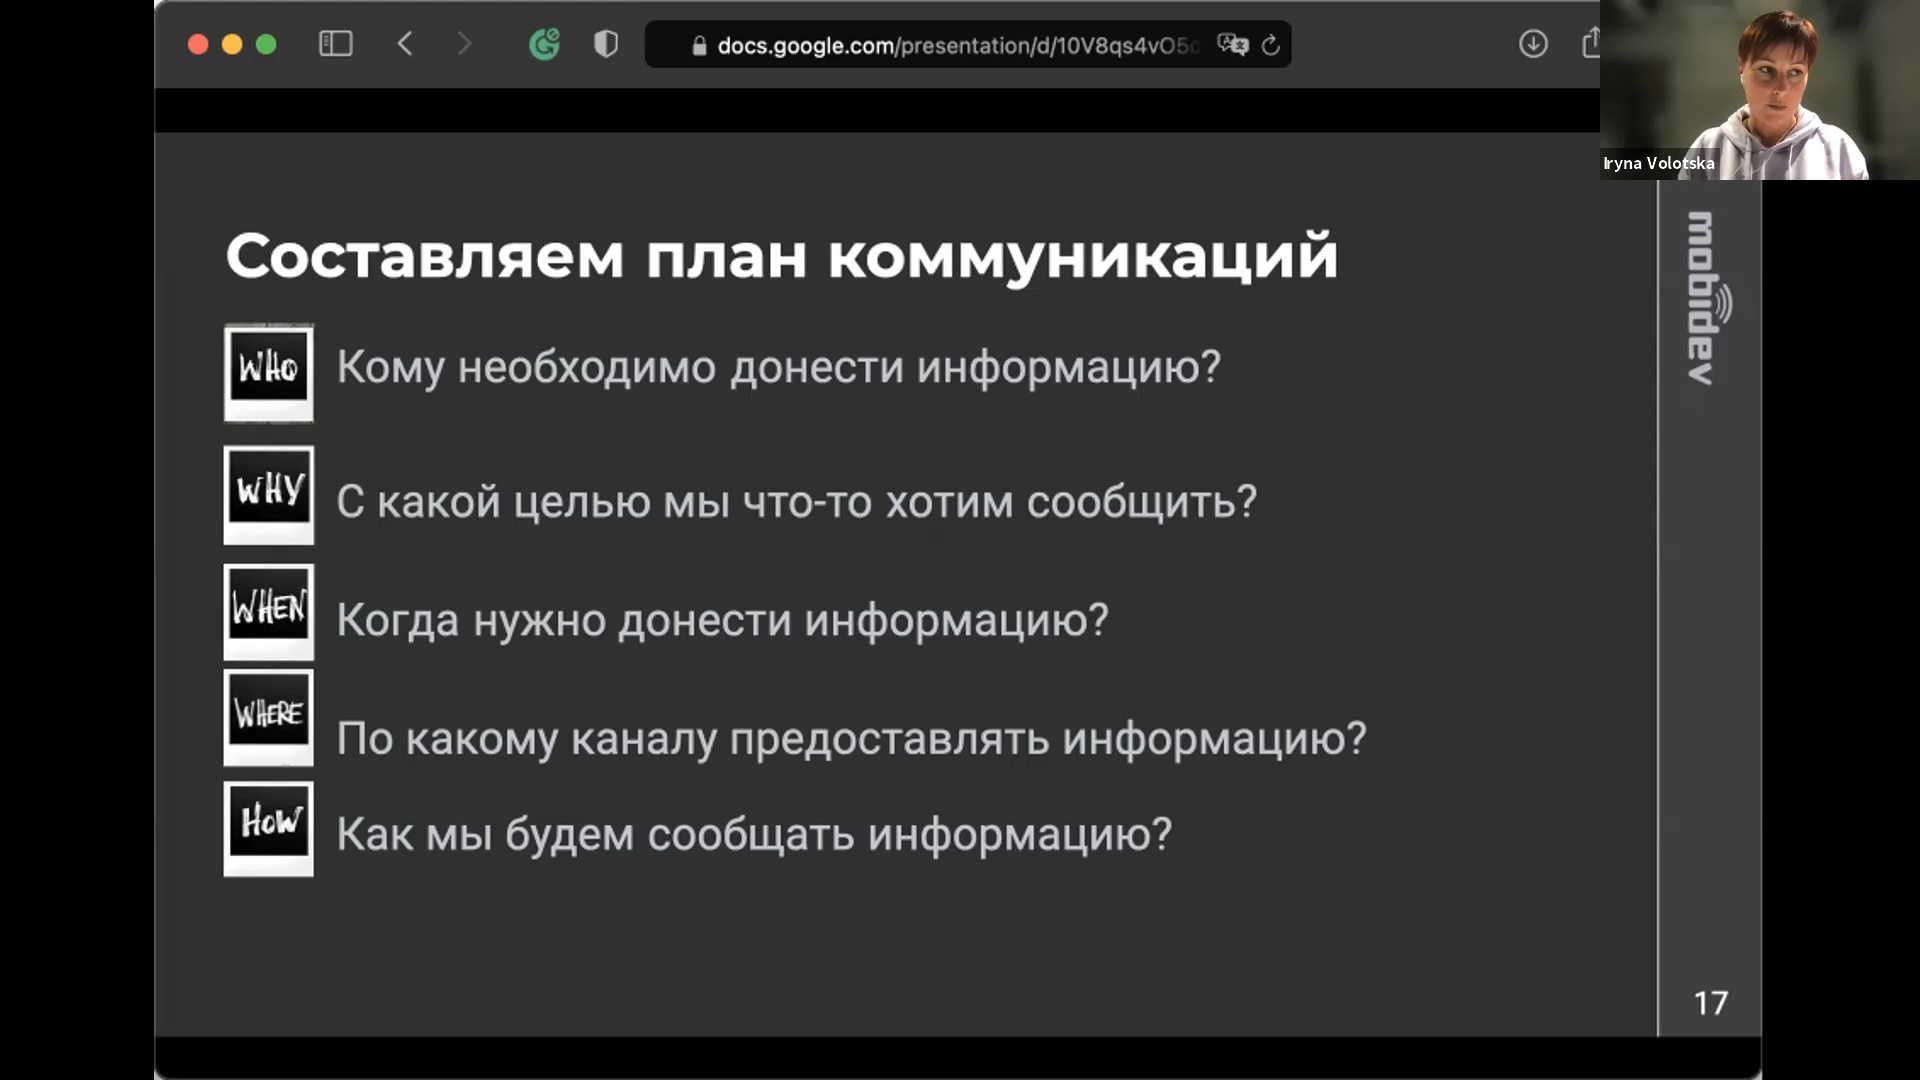 docs.google.com/presentation/d/10V8qs4vO5
Iryna Volotska
mobidev
Составляем план коммуникаций
WHO
Кому необходимо донести информацию?
WHY
С какой целью мы что-то хотим сообщить?
WHEN
Когда нужно донести информацию?
WHERE
По какому каналу предоставлять информацию?
HOW
Как мы будем сообщать информацию?
17